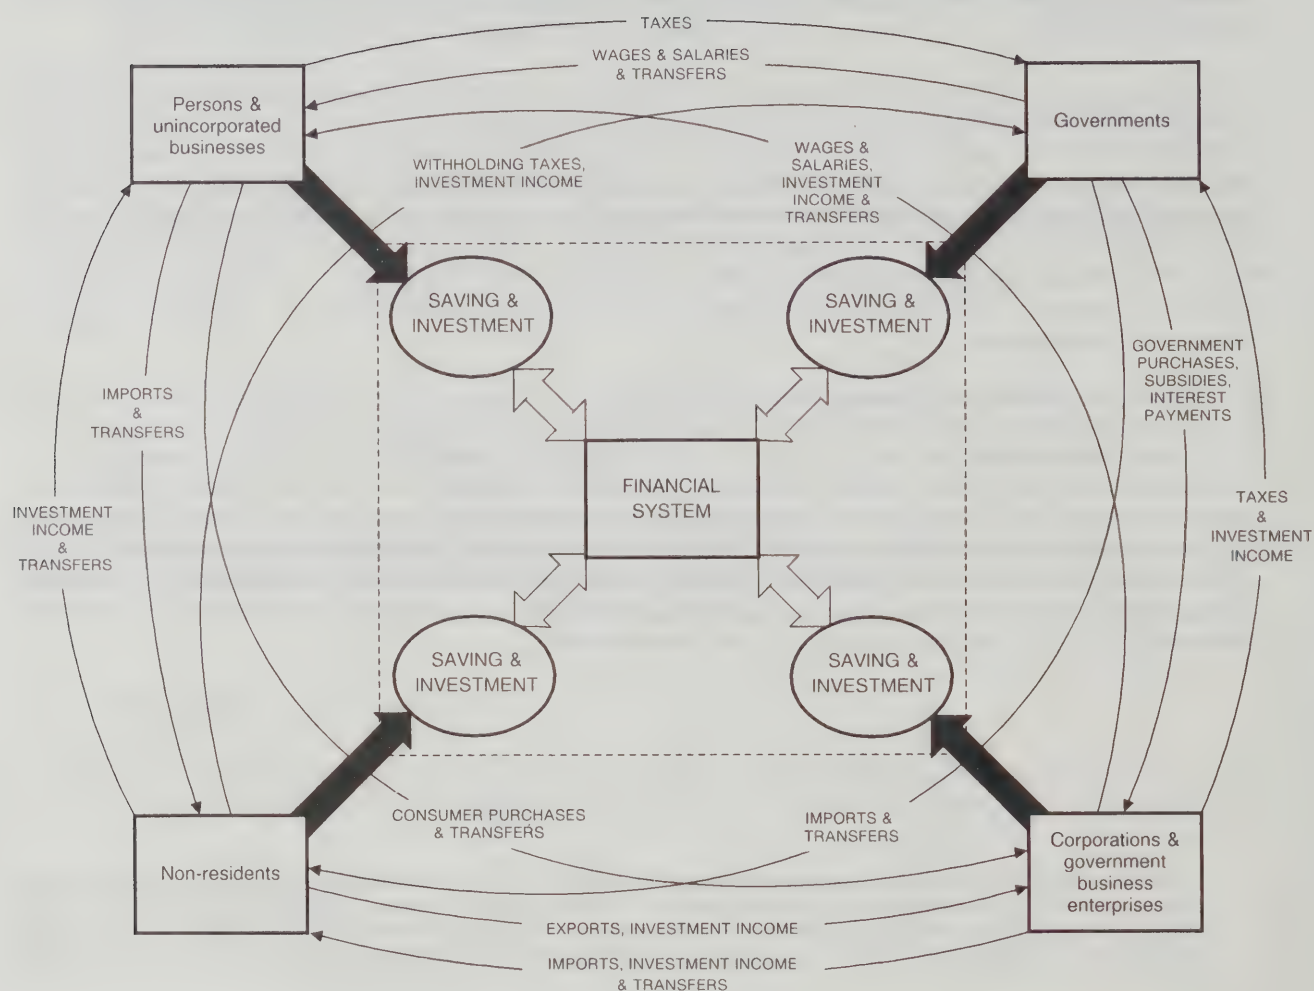 TAXES
WAGES & SALARIES
& TRANSFERS
Persons &
unincorporated
businesses
Governments
WITHHOLDING TAXES,
INVESTMENT INCOME
WAGES &
SALARIES,
INVESTMENT
INCOME &
TRANSFERS
SAVING &
INVESTMENT
SAVING &
INVESTMENT
IMPORTS
&
TRANSFERS
GOVERNMENT
PURCHASES,
SUBSIDIES,
INTEREST
PAYMENTS
FINANCIAL
SYSTEM
INVESTMENT
INCOME
&
TRANSFERS
TAXES
&
INVESTMENT
INCOME
SAVING &
INVESTMENT
SAVING &
INVESTMENT
CONSUMER PURCHASES
& TRANSFERS
IMPORTS &
TRANSFERS
Non-residents
Corporations &
government
business
enterprises
EXPORTS, INVESTMENT INCOME
IMPORTS, INVESTMENT INCOME
& TRANSFERS